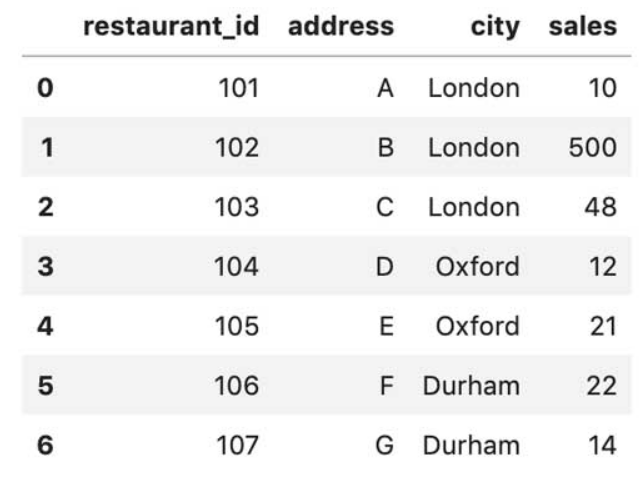 restaurant_id address city sales
0 101 A London 10
1 102 B London 500
2 103 C London 48
3 104 D Oxford 12
4 105 E Oxford 21
5 106 F Durham 22
6 107 G Durham 14